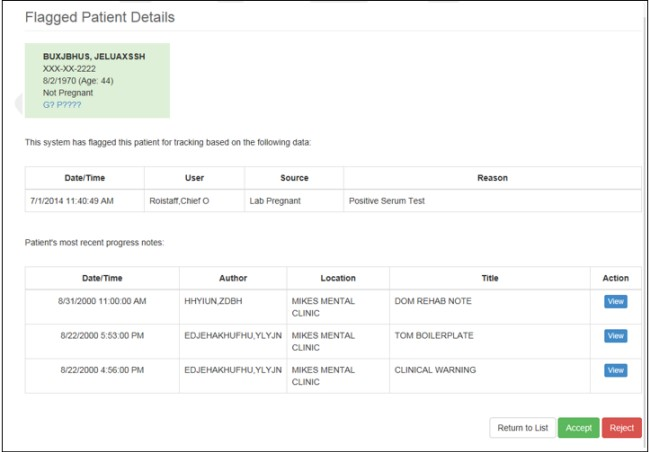 Flagged Patient Details
BUXJBHUS, JELUAXSSH
XXX-XX-2222
8/2/1970 (Age: 44)
Not Pregnant
G? P????
This system has flagged this patient for tracking based on the following data:
Date/Time User Source Reason
7/1/2014 11:40:49 AM Roistaff,Chief O Lab Pregnant Positive Serum Test
Patient's most recent progress notes:
Date/Time Author Location Title Action
8/31/2000 11:00:00 AM HHYIUN,ZDBH MIKES MENTAL DOM REHAB NOTE View
CLINIC
8/22/2000 5:53:00 PM EDJEHAKHUFHU,YLYJN MIKES MENTAL TOM BOILERPLATE View
CLINIC
8/22/2000 4:56:00 PM EDJEHAKHUFHU,YLYJN MIKES MENTAL CLINICAL WARNING View
CLINIC
Return to List Accept Reject